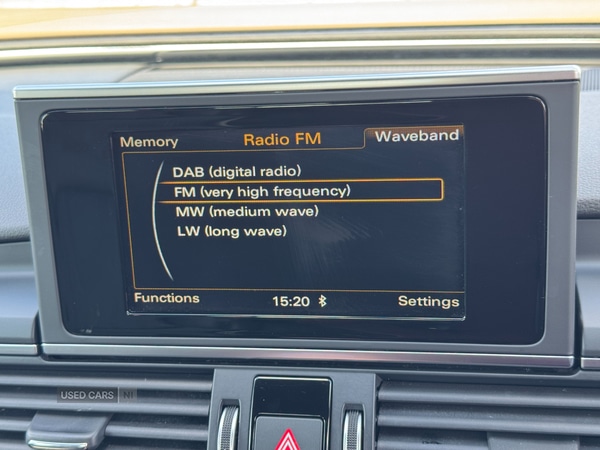 Memory
Radio FM
Waveband
DAB (digital radio)
FM (very high frequency)
MW (medium wave)
LW (long wave)
Functions
15:20
Settings
USED CARS NI